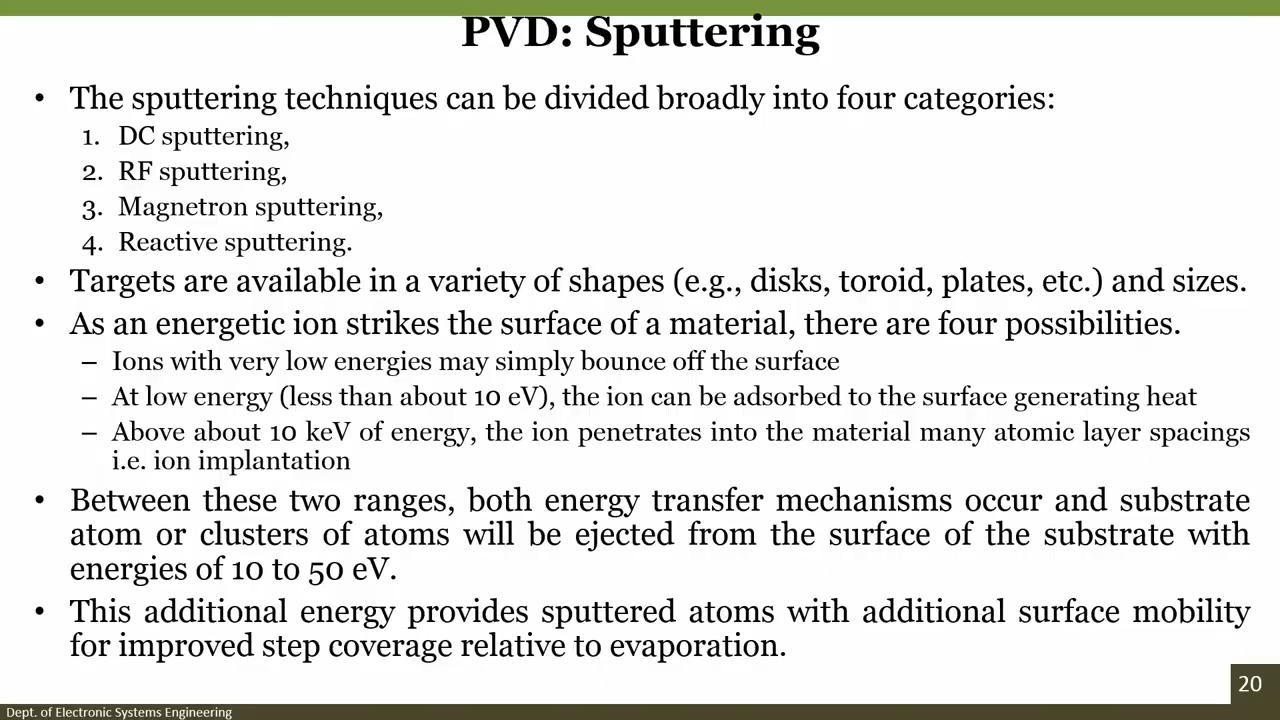 PVD: Sputtering
• The sputtering techniques can be divided broadly into four categories:
1. DC sputtering,
2. RF sputtering,
3. Magnetron sputtering,
4. Reactive sputtering.
• Targets are available in a variety of shapes (e.g., disks, toroid, plates, etc.) and sizes.
• As an energetic ion strikes the surface of a material, there are four possibilities.
– Ions with very low energies may simply bounce off the surface
– At low energy (less than about 10 eV), the ion can be adsorbed to the surface generating heat
– Above about 10 keV of energy, the ion penetrates into the material many atomic layer spacings
i.e. ion implantation
• Between these two ranges, both energy transfer mechanisms occur and substrate
atom or clusters of atoms will be ejected from the surface of the substrate with
energies of 10 to 50 eV.
• This additional energy provides sputtered atoms with additional surface mobility
for improved step coverage relative to evaporation.
20
Dept. of Electronic Systems Engineering